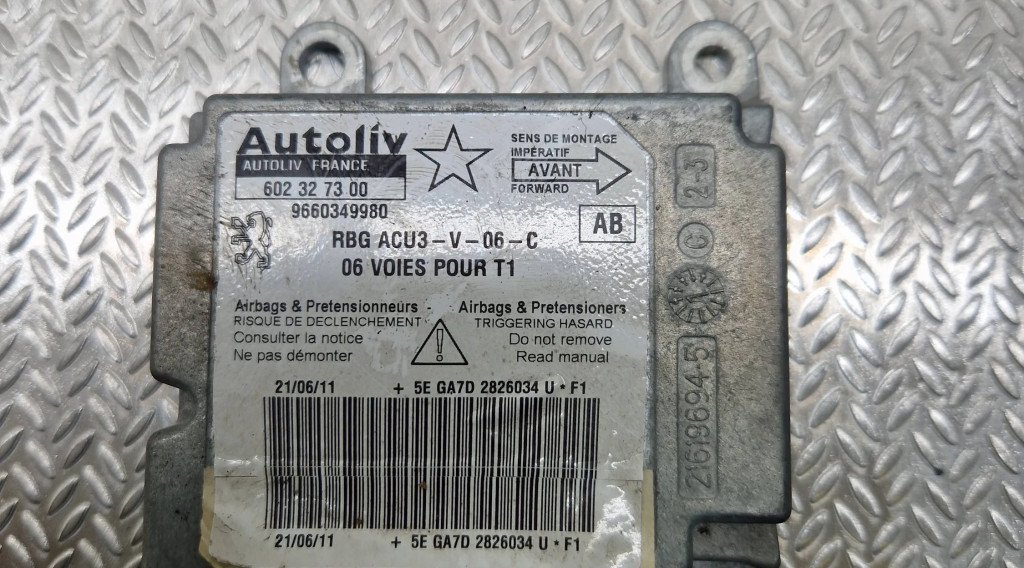 Autoliv
AUTOLIV FRANCE
602 32 73 00
9660349980
SENS DE MONTAGE
IMPÉRATIF
AVANT
FORWARD
AB
RBG ACU3-V-06-C
06 VOIES POUR T1
Airbags & Pretensionneurs -
RISQUE DE DECLENCHEMENT
Consulter la notice
Ne pas démonter
Airbags & Pretensioners
TRIGGERING HASARD
Do not remove
Read manual
!
21/06/11 + 5E GA7D 2826034 U * F1
21/06/11 + 5E GA7D 2826034 U * F1
2-J
G
2619694-5